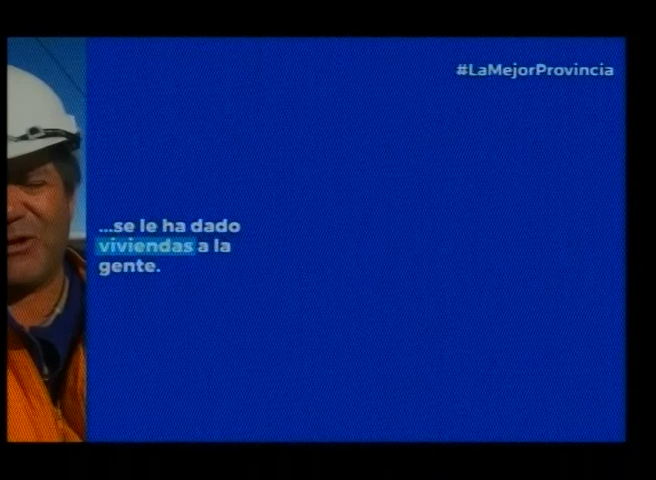 #LaMejorProvincia
...se le ha dado
viviendas a la
gente.